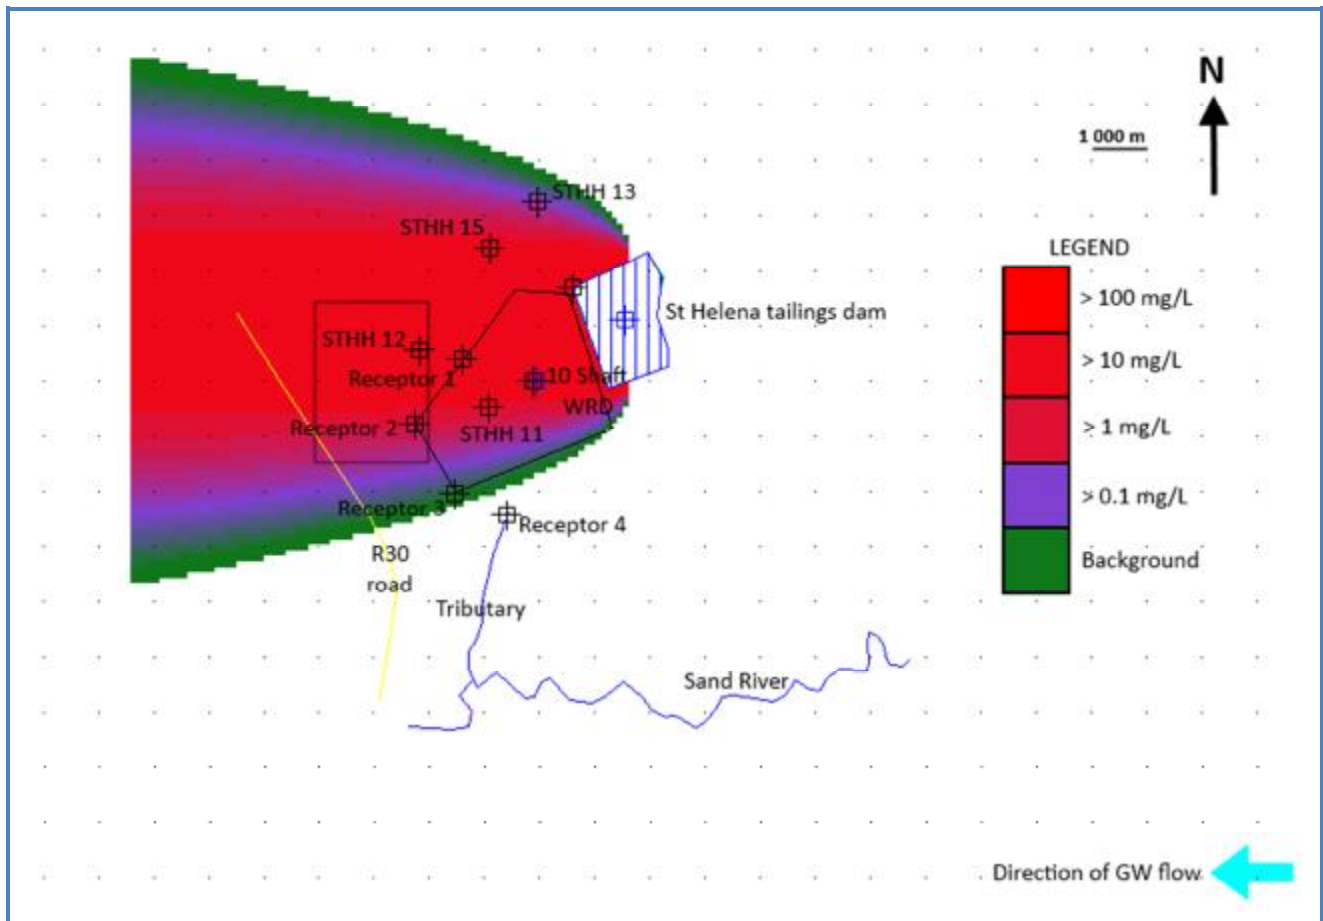 N
1 000 m
STHH 13
STHH 15
LEGEND
> 100 mg/L
St Helena tailings dam
STHH 12
> 10 mg/L
Receptor 1
10 Shaft
WRD
Receptor 2
STHH 11
> 1 mg/L
> 0.1 mg/L
Receptor 3
Receptor 4
R30
road
Background
Tributary
Sand River
Direction of GW flow